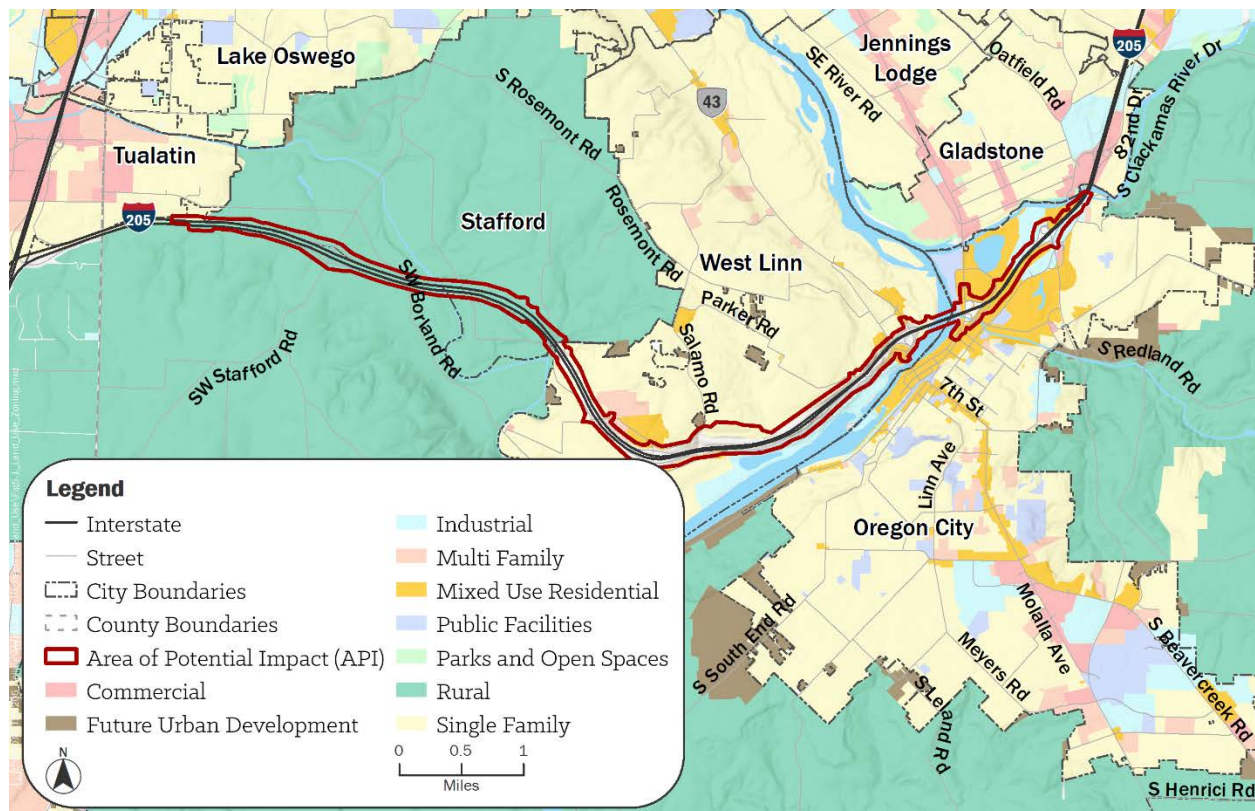 Lake Oswego
Jennings
Lodge
Oatfield Rd
205
SE River Rd
82nd Dr
S Clackamas River Dr
S Rosemont Rd
43
Tualatin
Gladstone
205
Stafford
Rosemont Rd
West Linn
SW Borland Rd
Parker Rd
Salamo Rd
SW Stafford Rd
S Redland Rd
7th St
Linn Ave
Oregon City
S South End Rd
Molalla Ave
Meyers Rd
S Leland Rd
S Beavercreek Rd
S Henrici Rd
Legend
Interstate
Street
City Boundaries
County Boundaries
Area of Potential Impact (API)
Commercial
Future Urban Development
Industrial
Multi Family
Mixed Use Residential
Public Facilities
Parks and Open Spaces
Rural
Single Family
N
0 0.5 1
Miles